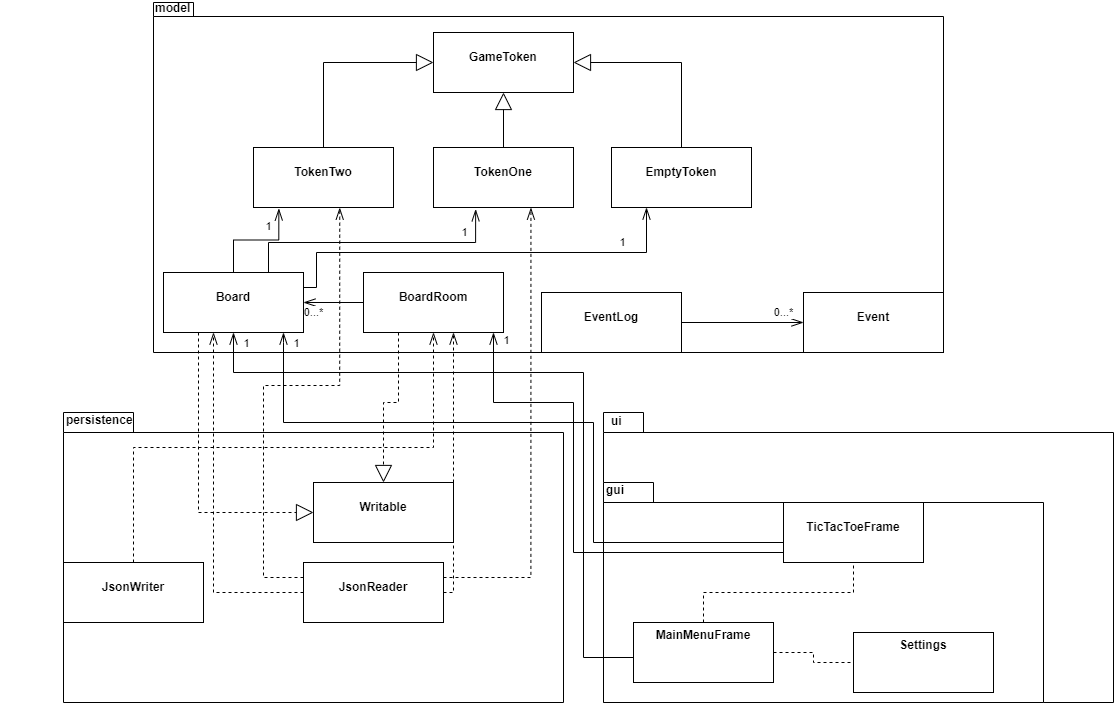 model
GameToken
TokenTwo
TokenOne
EmptyToken
1
1
1
Board
BoardRoom
0...*
EventLog
0...*
Event
1
1
1
persistence
ui
gui
Writable
TicTacToeFrame
JsonWriter
JsonReader
MainMenuFrame
Settings